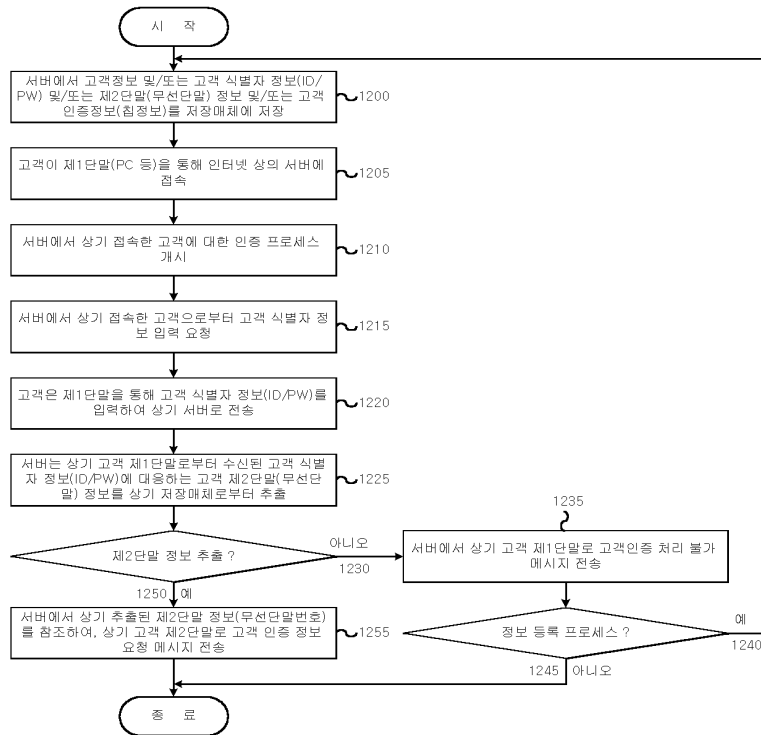 시 작
서버에서 고객정보 및/또는 고객 식별자 정보(ID/
PW) 및/또는 제2단말(무선단말) 정보 및/또는 고객
인증정보(칩정보)를 저장매체에 저장
1200
고객이 제1단말(PC 등)을 통해 인터넷 상의 서버에
접속
1205
서버에서 상기 접속한 고객에 대한 인증 프로세스
개시
1210
서버에서 상기 접속한 고객으로부터 고객 식별자 정
보 입력 요청
1215
고객은 제1단말을 통해 고객 식별자 정보(ID/PW)를
입력하여 상기 서버로 전송
1220
서버는 상기 고객 제1단말로부터 수신된 고객 식별
자 정보(ID/PW)에 대응하는 고객 제2단말(무선단
말) 정보를 상기 저장매체로부터 추출
1225
제2단말 정보 추출 ?
아니오
1230
1235
서버에서 상기 고객 제1단말로 고객인증 처리 불가
메시지 전송
1250 예
서버에서 상기 추출된 제2단말 정보(무선단말번호)
를 참조하여, 상기 고객 제2단말로 고객 인증 정보
요청 메시지 전송
1255
정보 등록 프로세스 ?
예
1240
1245 아니오
종 료